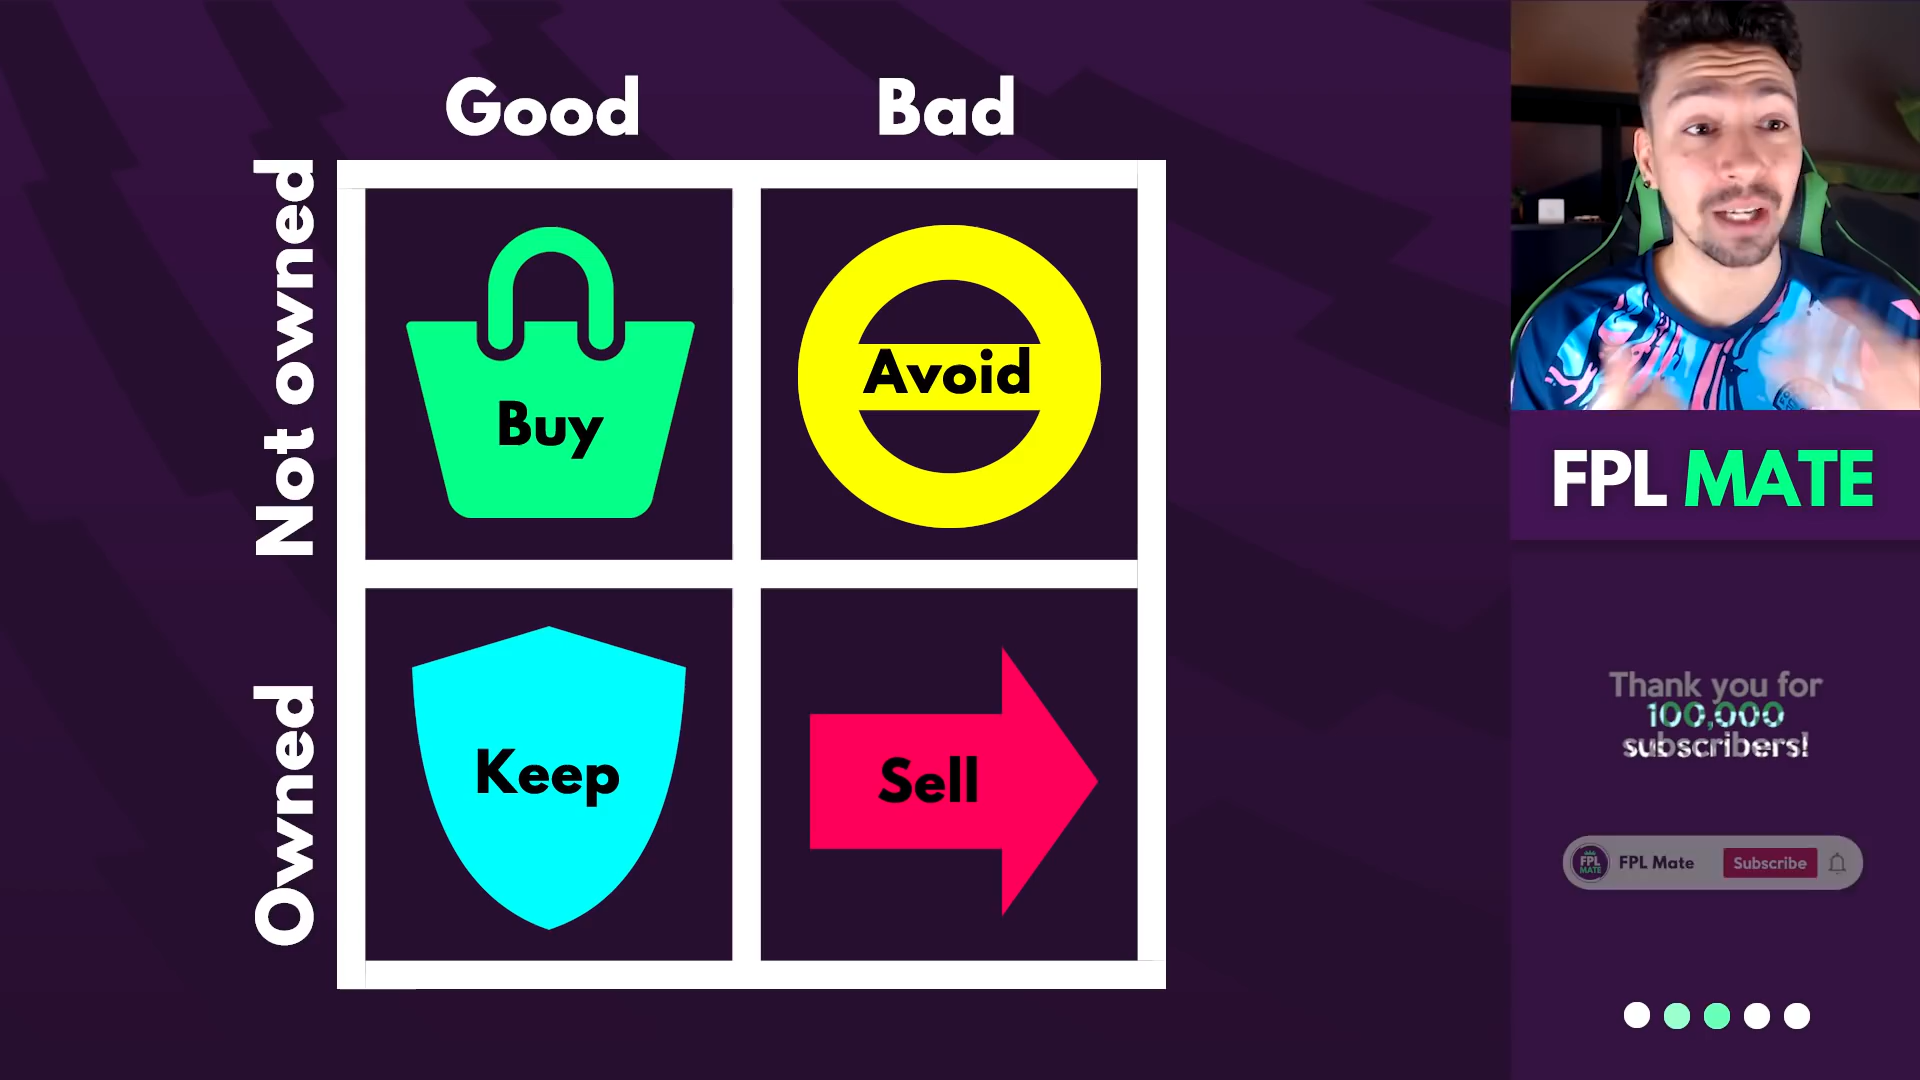 Good Bad
Not owned
Buy
Avoid
Owned
Keep
Sell
FPL MATE
Thank you for
100,000
subscribers!
FPL MATE
FPL Mate
Subscribe